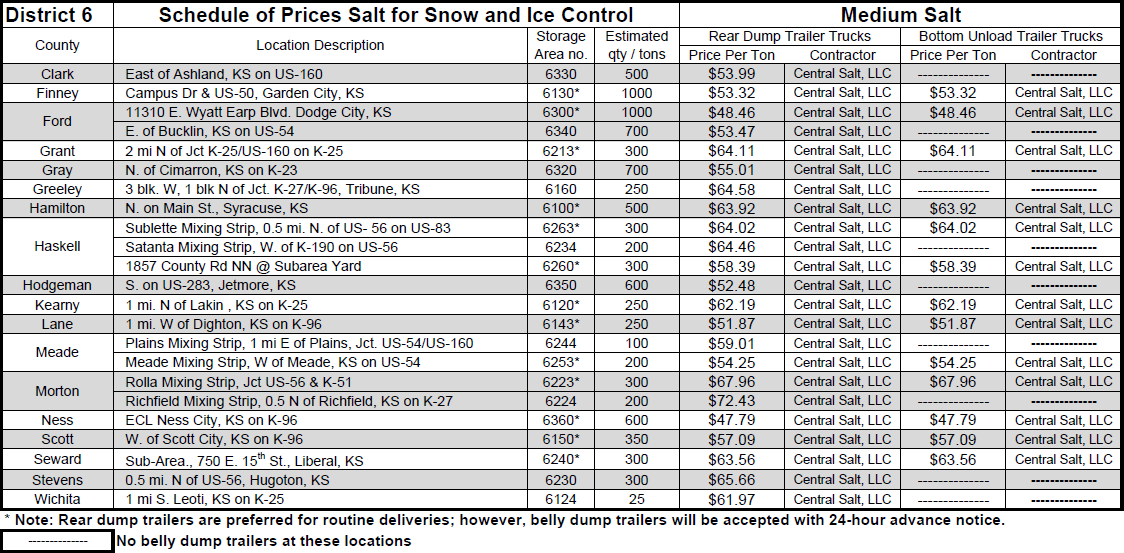 District 6 Schedule of Prices Salt for Snow and Ice Control Medium Salt
County Location Description Storage Area no. Estimated qty / tons Rear Dump Trailer Trucks Bottom Unload Trailer Trucks
Price Per Ton Contractor Price Per Ton Contractor
Clark East of Ashland, KS on US-160 6330 500 $53.99 Central Salt, LLC -------------- --------------
Finney Campus Dr & US-50, Garden City, KS 6130* 1000 $53.32 Central Salt, LLC $53.32 Central Salt, LLC
Ford 11310 E. Wyatt Earp Blvd. Dodge City, KS 6300* 1000 $48.46 Central Salt, LLC $48.46 Central Salt, LLC
E. of Bucklin, KS on US-54 6340 700 $53.47 Central Salt, LLC -------------- --------------
Grant 2 mi N of Jct K-25/US-160 on K-25 6213* 300 $64.11 Central Salt, LLC $64.11 Central Salt, LLC
Gray N. of Cimarron, KS on K-23 6320 700 $55.01 Central Salt, LLC -------------- --------------
Greeley 3 blk. W, 1 blk N of Jct. K-27/K-96, Tribune, KS 6160 250 $64.58 Central Salt, LLC -------------- --------------
Hamilton N. on Main St., Syracuse, KS 6100* 500 $63.92 Central Salt, LLC $63.92 Central Salt, LLC
Haskell Sublette Mixing Strip, 0.5 mi. N. of US- 56 on US-83 6263* 300 $64.02 Central Salt, LLC $64.02 Central Salt, LLC
Satanta Mixing Strip, W. of K-190 on US-56 6234 200 $64.46 Central Salt, LLC -------------- --------------
1857 County Rd NN @ Subarea Yard 6260* 300 $58.39 Central Salt, LLC $58.39 Central Salt, LLC
Hodgeman S. on US-283, Jetmore, KS 6350 600 $52.48 Central Salt, LLC -------------- --------------
Kearny 1 mi. N of Lakin , KS on K-25 6120* 250 $62.19 Central Salt, LLC $62.19 Central Salt, LLC
Lane 1 mi. W of Dighton, KS on K-96 6143* 250 $51.87 Central Salt, LLC $51.87 Central Salt, LLC
Meade Plains Mixing Strip, 1 mi E of Plains, Jct. US-54/US-160 6244 100 $59.01 Central Salt, LLC -------------- --------------
Meade Mixing Strip, W of Meade, KS on US-54 6253* 200 $54.25 Central Salt, LLC $54.25 Central Salt, LLC
Morton Rolla Mixing Strip, Jct US-56 & K-51 6223* 300 $67.96 Central Salt, LLC $67.96 Central Salt, LLC
Richfield Mixing Strip, 0.5 N of Richfield, KS on K-27 6224 200 $72.43 Central Salt, LLC -------------- --------------
Ness ECL Ness City, KS on K-96 6360* 600 $47.79 Central Salt, LLC $47.79 Central Salt, LLC
Scott W. of Scott City, KS on K-96 6150* 350 $57.09 Central Salt, LLC $57.09 Central Salt, LLC
Seward Sub-Area., 750 E. 15th St., Liberal, KS 6240* 300 $63.56 Central Salt, LLC $63.56 Central Salt, LLC
Stevens 0.5 mi. N of US-56, Hugoton, KS 6230 300 $65.66 Central Salt, LLC -------------- --------------
Wichita 1 mi S. Leoti, KS on K-25 6124 25 $61.97 Central Salt, LLC -------------- --------------
* Note: Rear dump trailers are preferred for routine deliveries; however, belly dump trailers will be accepted with 24-hour advance notice.
-------------- No belly dump trailers at these locations